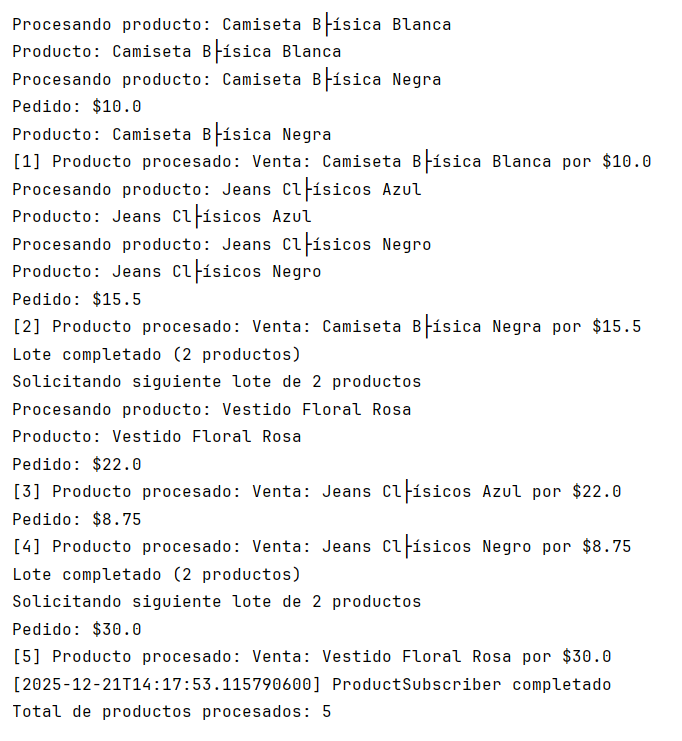 Procesando producto: Camiseta B├ísica Blanca
Producto: Camiseta B├ísica Blanca
Procesando producto: Camiseta B├ísica Negra
Pedido: $10.0
Producto: Camiseta B├ísica Negra
[1] Producto procesado: Venta: Camiseta B├ísica Blanca por $10.0
Procesando producto: Jeans Cl├ísicos Azul
Producto: Jeans Cl├ísicos Azul
Procesando producto: Jeans Cl├ísicos Negro
Producto: Jeans Cl├ísicos Negro
Pedido: $15.5
[2] Producto procesado: Venta: Camiseta B├ísica Negra por $15.5
Lote completado (2 productos)
Solicitando siguiente lote de 2 productos
Procesando producto: Vestido Floral Rosa
Producto: Vestido Floral Rosa
Pedido: $22.0
[3] Producto procesado: Venta: Jeans Cl├ísicos Azul por $22.0
Pedido: $8.75
[4] Producto procesado: Venta: Jeans Cl├ísicos Negro por $8.75
Lote completado (2 productos)
Solicitando siguiente lote de 2 productos
Pedido: $30.0
[5] Producto procesado: Venta: Vestido Floral Rosa por $30.0
[2025-12-21T14:17:53.115790600] ProductSubscriber completado
Total de productos procesados: 5